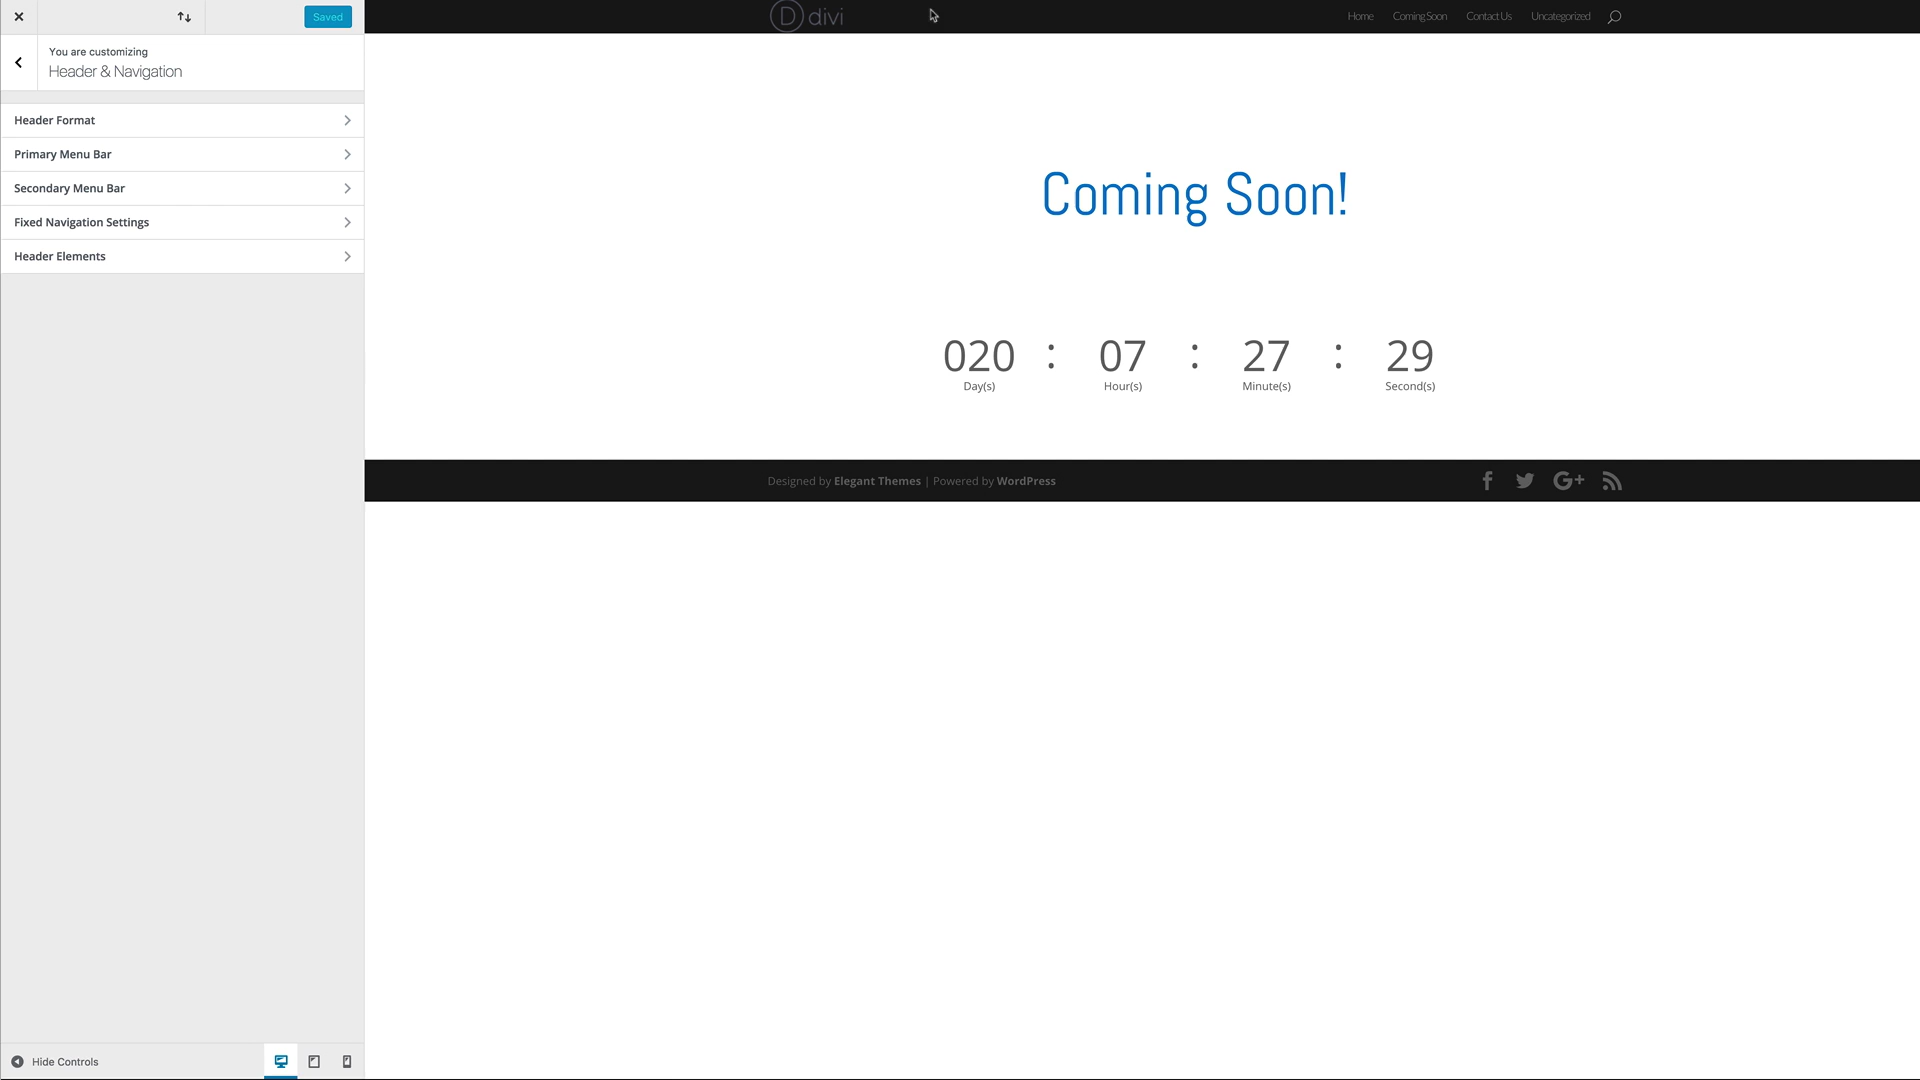 Saved
You are customizing
Header & Navigation
Header Format
Primary Menu Bar
Secondary Menu Bar
Fixed Navigation Settings
Header Elements
Hide Controls
D divi
Home Coming Soon Contact Us Uncategorized
Coming Soon!
020 : 07 : 27 : 29
Day(s) Hour(s) Minute(s) Second(s)
Designed by Elegant Themes | Powered by WordPress